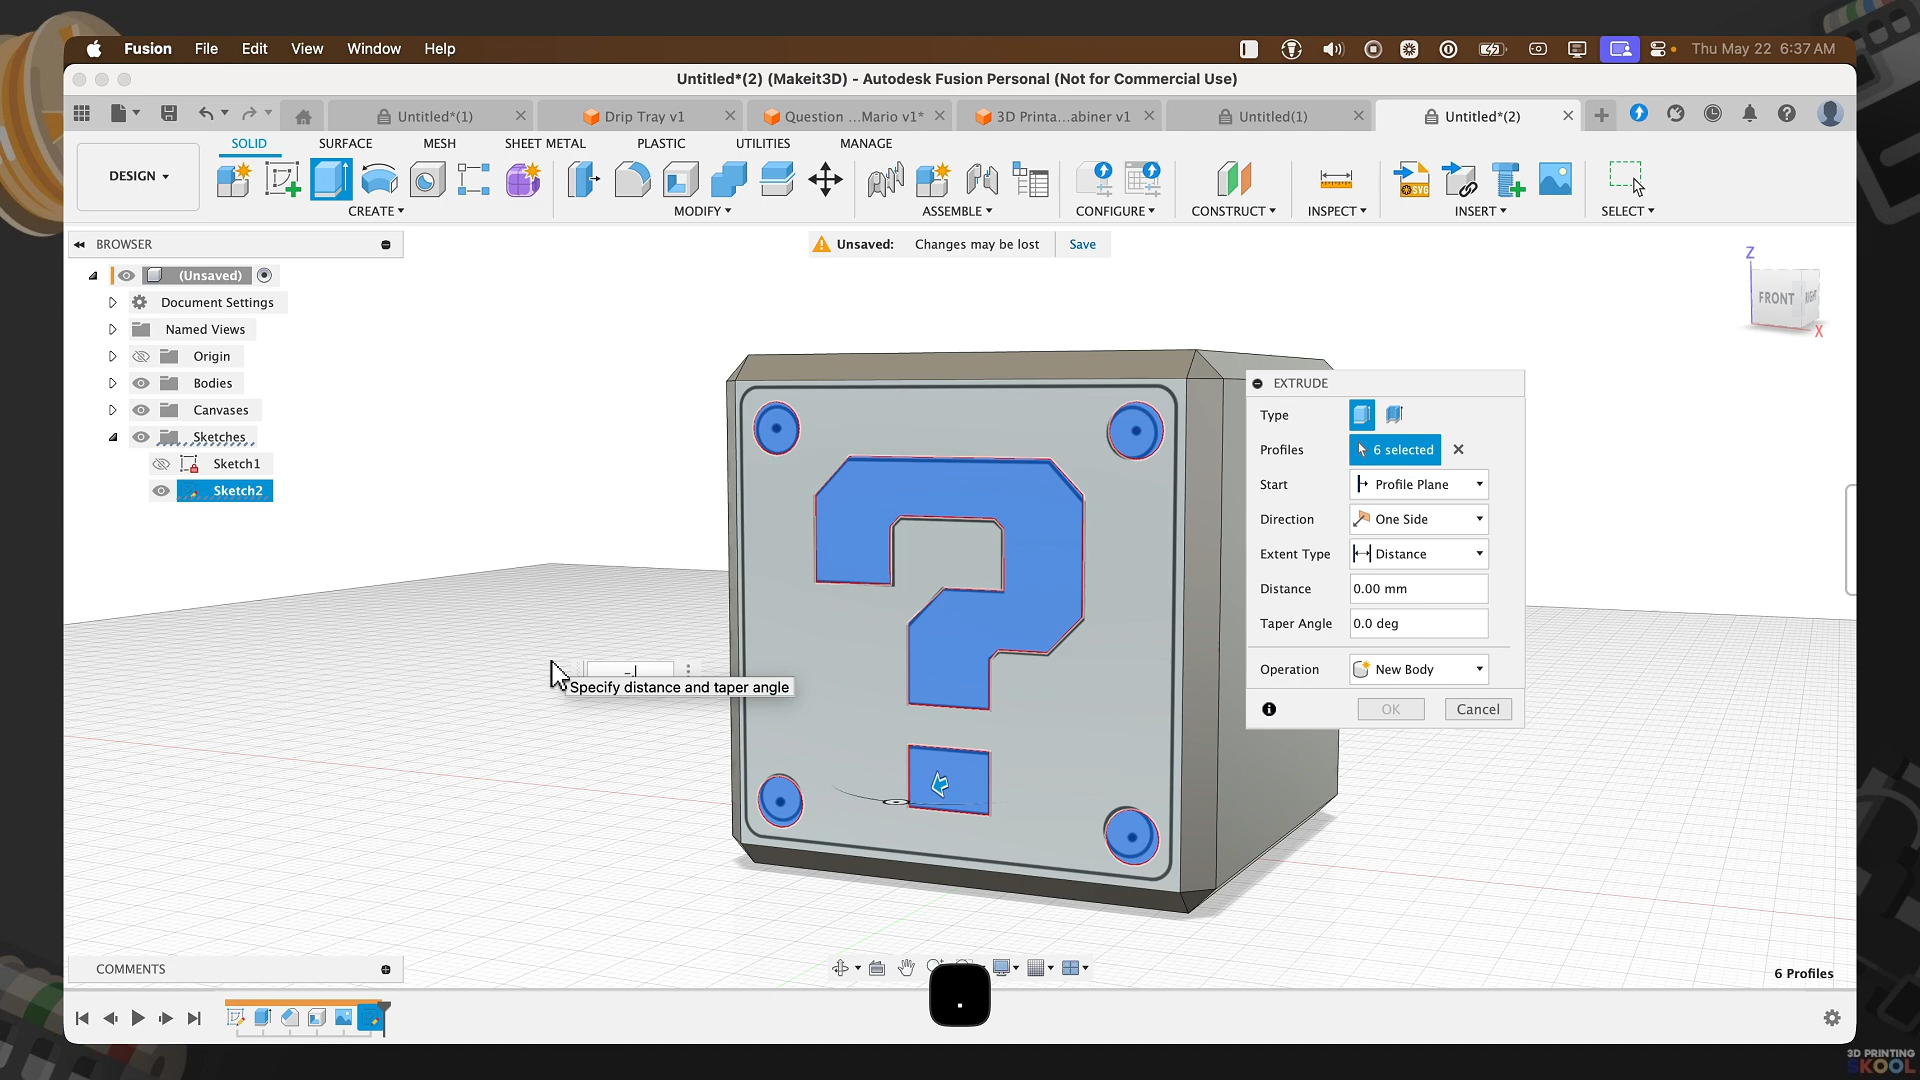 Fusion File Edit View Window Help Thu May 22 6:37 AM
Untitled*(2) (Makeit3D) - Autodesk Fusion Personal (Not for Commercial Use)
Untitled*(1) Drip Tray v1 Question ...Mario v1* 3D Printa...abiner v1 Untitled(1) Untitled*(2)
SOLID SURFACE MESH SHEET METAL PLASTIC UTILITIES MANAGE
DESIGN
SVG
CREATE MODIFY ASSEMBLE CONFIGURE CONSTRUCT INSPECT INSERT SELECT
BROWSER
Unsaved: Changes may be lost Save
(Unsaved)
Document Settings
Named Views
Origin
Bodies
Canvases
Sketches
Sketch1
Sketch2
Z
FRONT RIGHT
X
?
EXTRUDE
Type
Profiles 6 selected
Start Profile Plane
Direction One Side
Extent Type Distance
Distance 0.00 mm
Taper Angle 0.0 deg
Operation New Body
OK Cancel
-.
Specify distance and taper angle
COMMENTS
6 Profiles
.
3D PRINTING
SKOOL